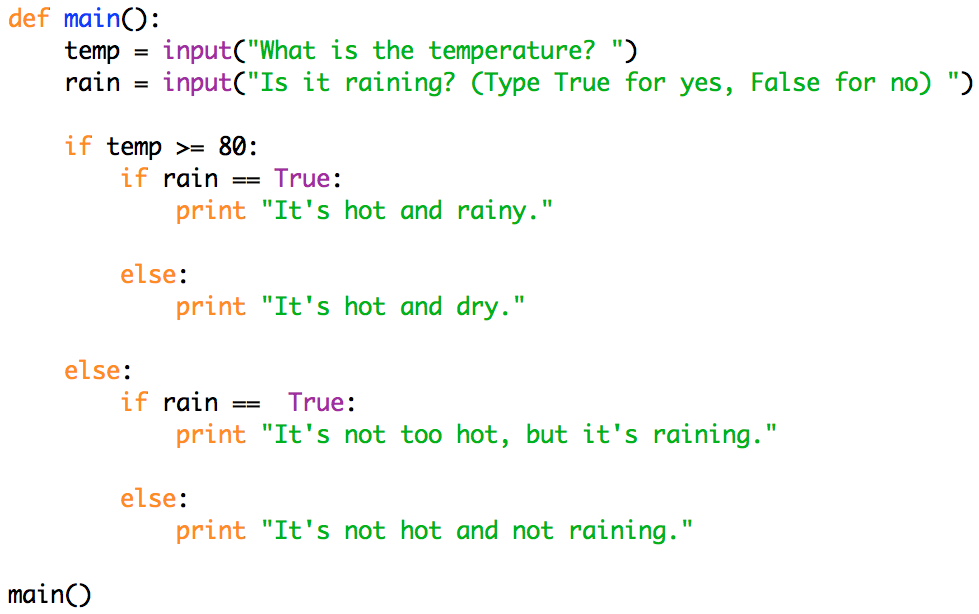 def main():
    temp = input("What is the temperature? ")
    rain = input("Is it raining? (Type True for yes, False for no) ")
    if temp >= 80:
        if rain == True:
            print "It's hot and rainy."
        else:
            print "It's hot and dry."
    else:
        if rain ==  True:
            print "It's not too hot, but it's raining."
        else:
            print "It's not hot and not raining."
main()